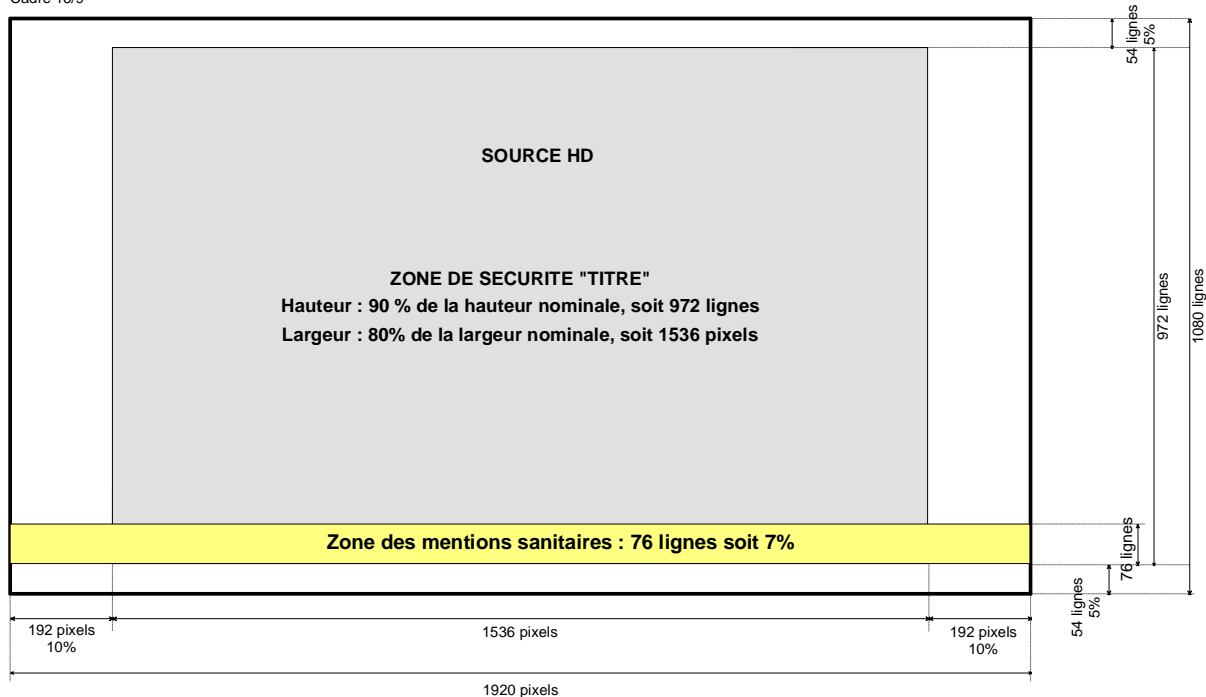 Cadre 16/9
54 lignes
5%
SOURCE HD
ZONE DE SECURITE "TITRE"
Hauteur : 90 % de la hauteur nominale, soit 972 lignes
Largeur : 80% de la largeur nominale, soit 1536 pixels
972 lignes
1080 lignes
Zone des mentions sanitaires : 76 lignes soit 7%
76 lignes
54 lignes
5%
192 pixels
10%
1536 pixels
192 pixels
10%
1920 pixels